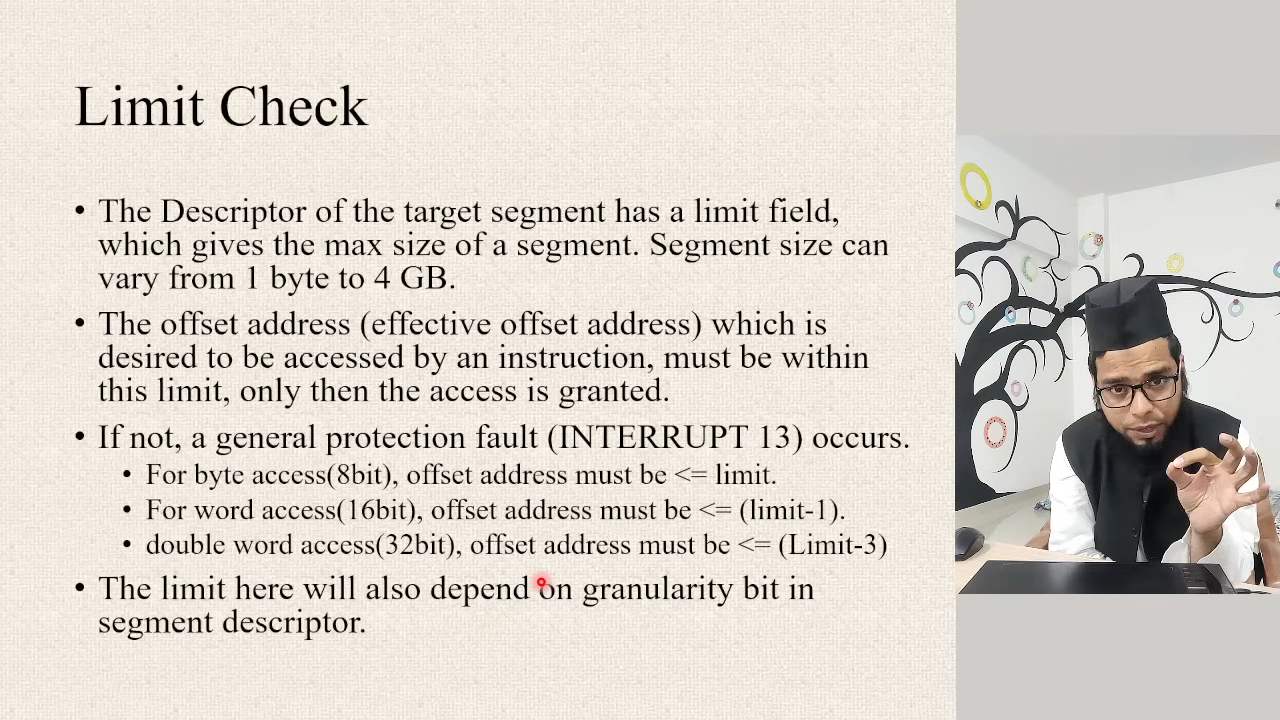 Limit Check
• The Descriptor of the target segment has a limit field,
which gives the max size of a segment. Segment size can
vary from 1 byte to 4 GB.
• The offset address (effective offset address) which is
desired to be accessed by an instruction, must be within
this limit, only then the access is granted.
• If not, a general protection fault (INTERRUPT 13) occurs.
• For byte access(8bit), offset address must be <= limit.
• For word access(16bit), offset address must be <= (limit-1).
• double word access(32bit), offset address must be <= (Limit-3)
• The limit here will also depend on granularity bit in
segment descriptor.